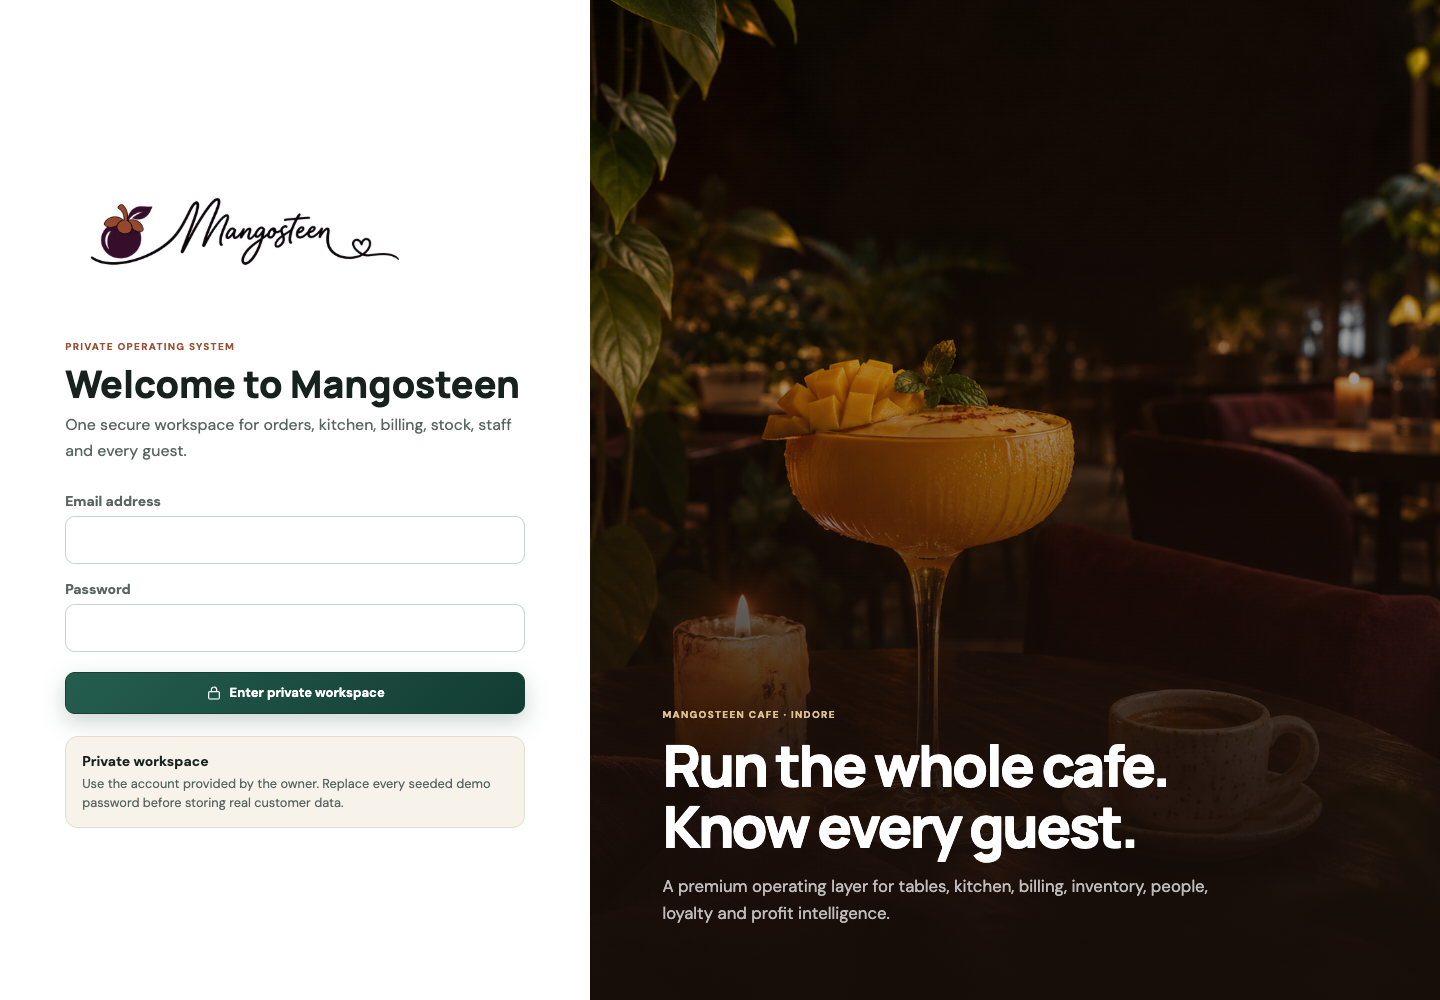 Mangosteen
PRIVATE OPERATING SYSTEM
Welcome to Mangosteen
One secure workspace for orders, kitchen, billing, stock, staff
and every guest.
Email address
Password
Enter private workspace
Private workspace
Use the account provided by the owner. Replace every seeded demo
password before storing real customer data.
MANGOSTEEN CAFE · INDORE
Run the whole cafe.
Know every guest.
A premium operating layer for tables, kitchen, billing, inventory, people,
loyalty and profit intelligence.